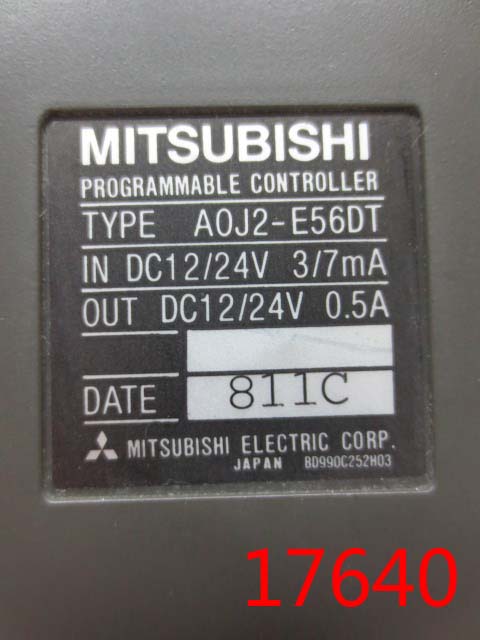 MITSUBISHI
PROGRAMMABLE CONTROLLER
TYPE A0J2-E56DT
IN DC12/24V 3/7mA
OUT DC12/24V 0.5A
DATE 811C
MITSUBISHI ELECTRIC CORP.
JAPAN BD990C252H03
17640